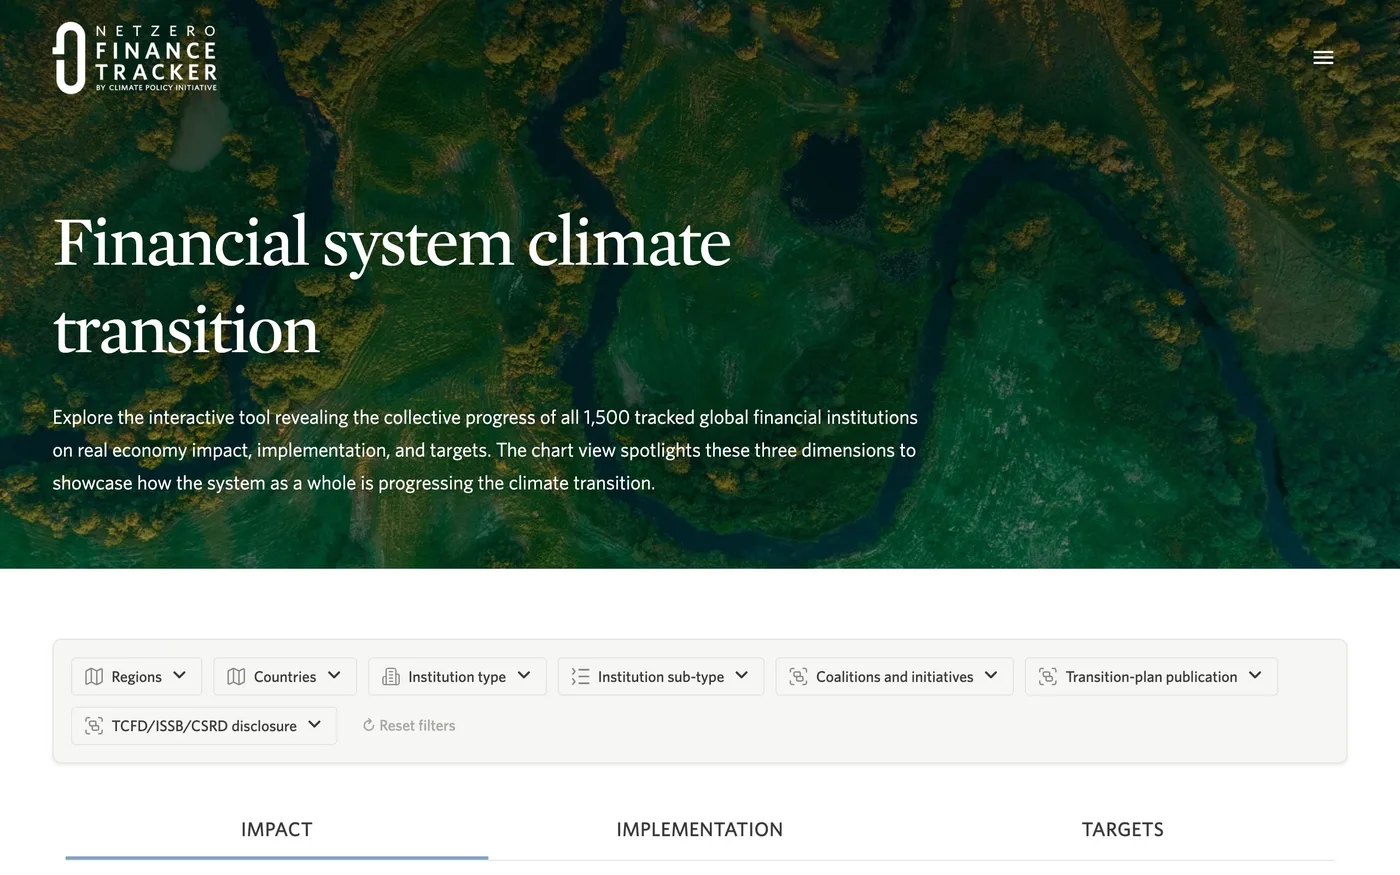 NETZERO
FINANCE
TRACKER
BY CLIMATE POLICY INITIATIVE
Financial system climate
transition
Explore the interactive tool revealing the collective progress of all 1,500 tracked global financial institutions
on real economy impact, implementation, and targets. The chart view spotlights these three dimensions to
showcase how the system as a whole is progressing the climate transition.
Regions Countries Institution type Institution sub-type Coalitions and initiatives Transition-plan publication
TCFD/ISSB/CSRD disclosure Reset filters
IMPACT IMPLEMENTATION TARGETS